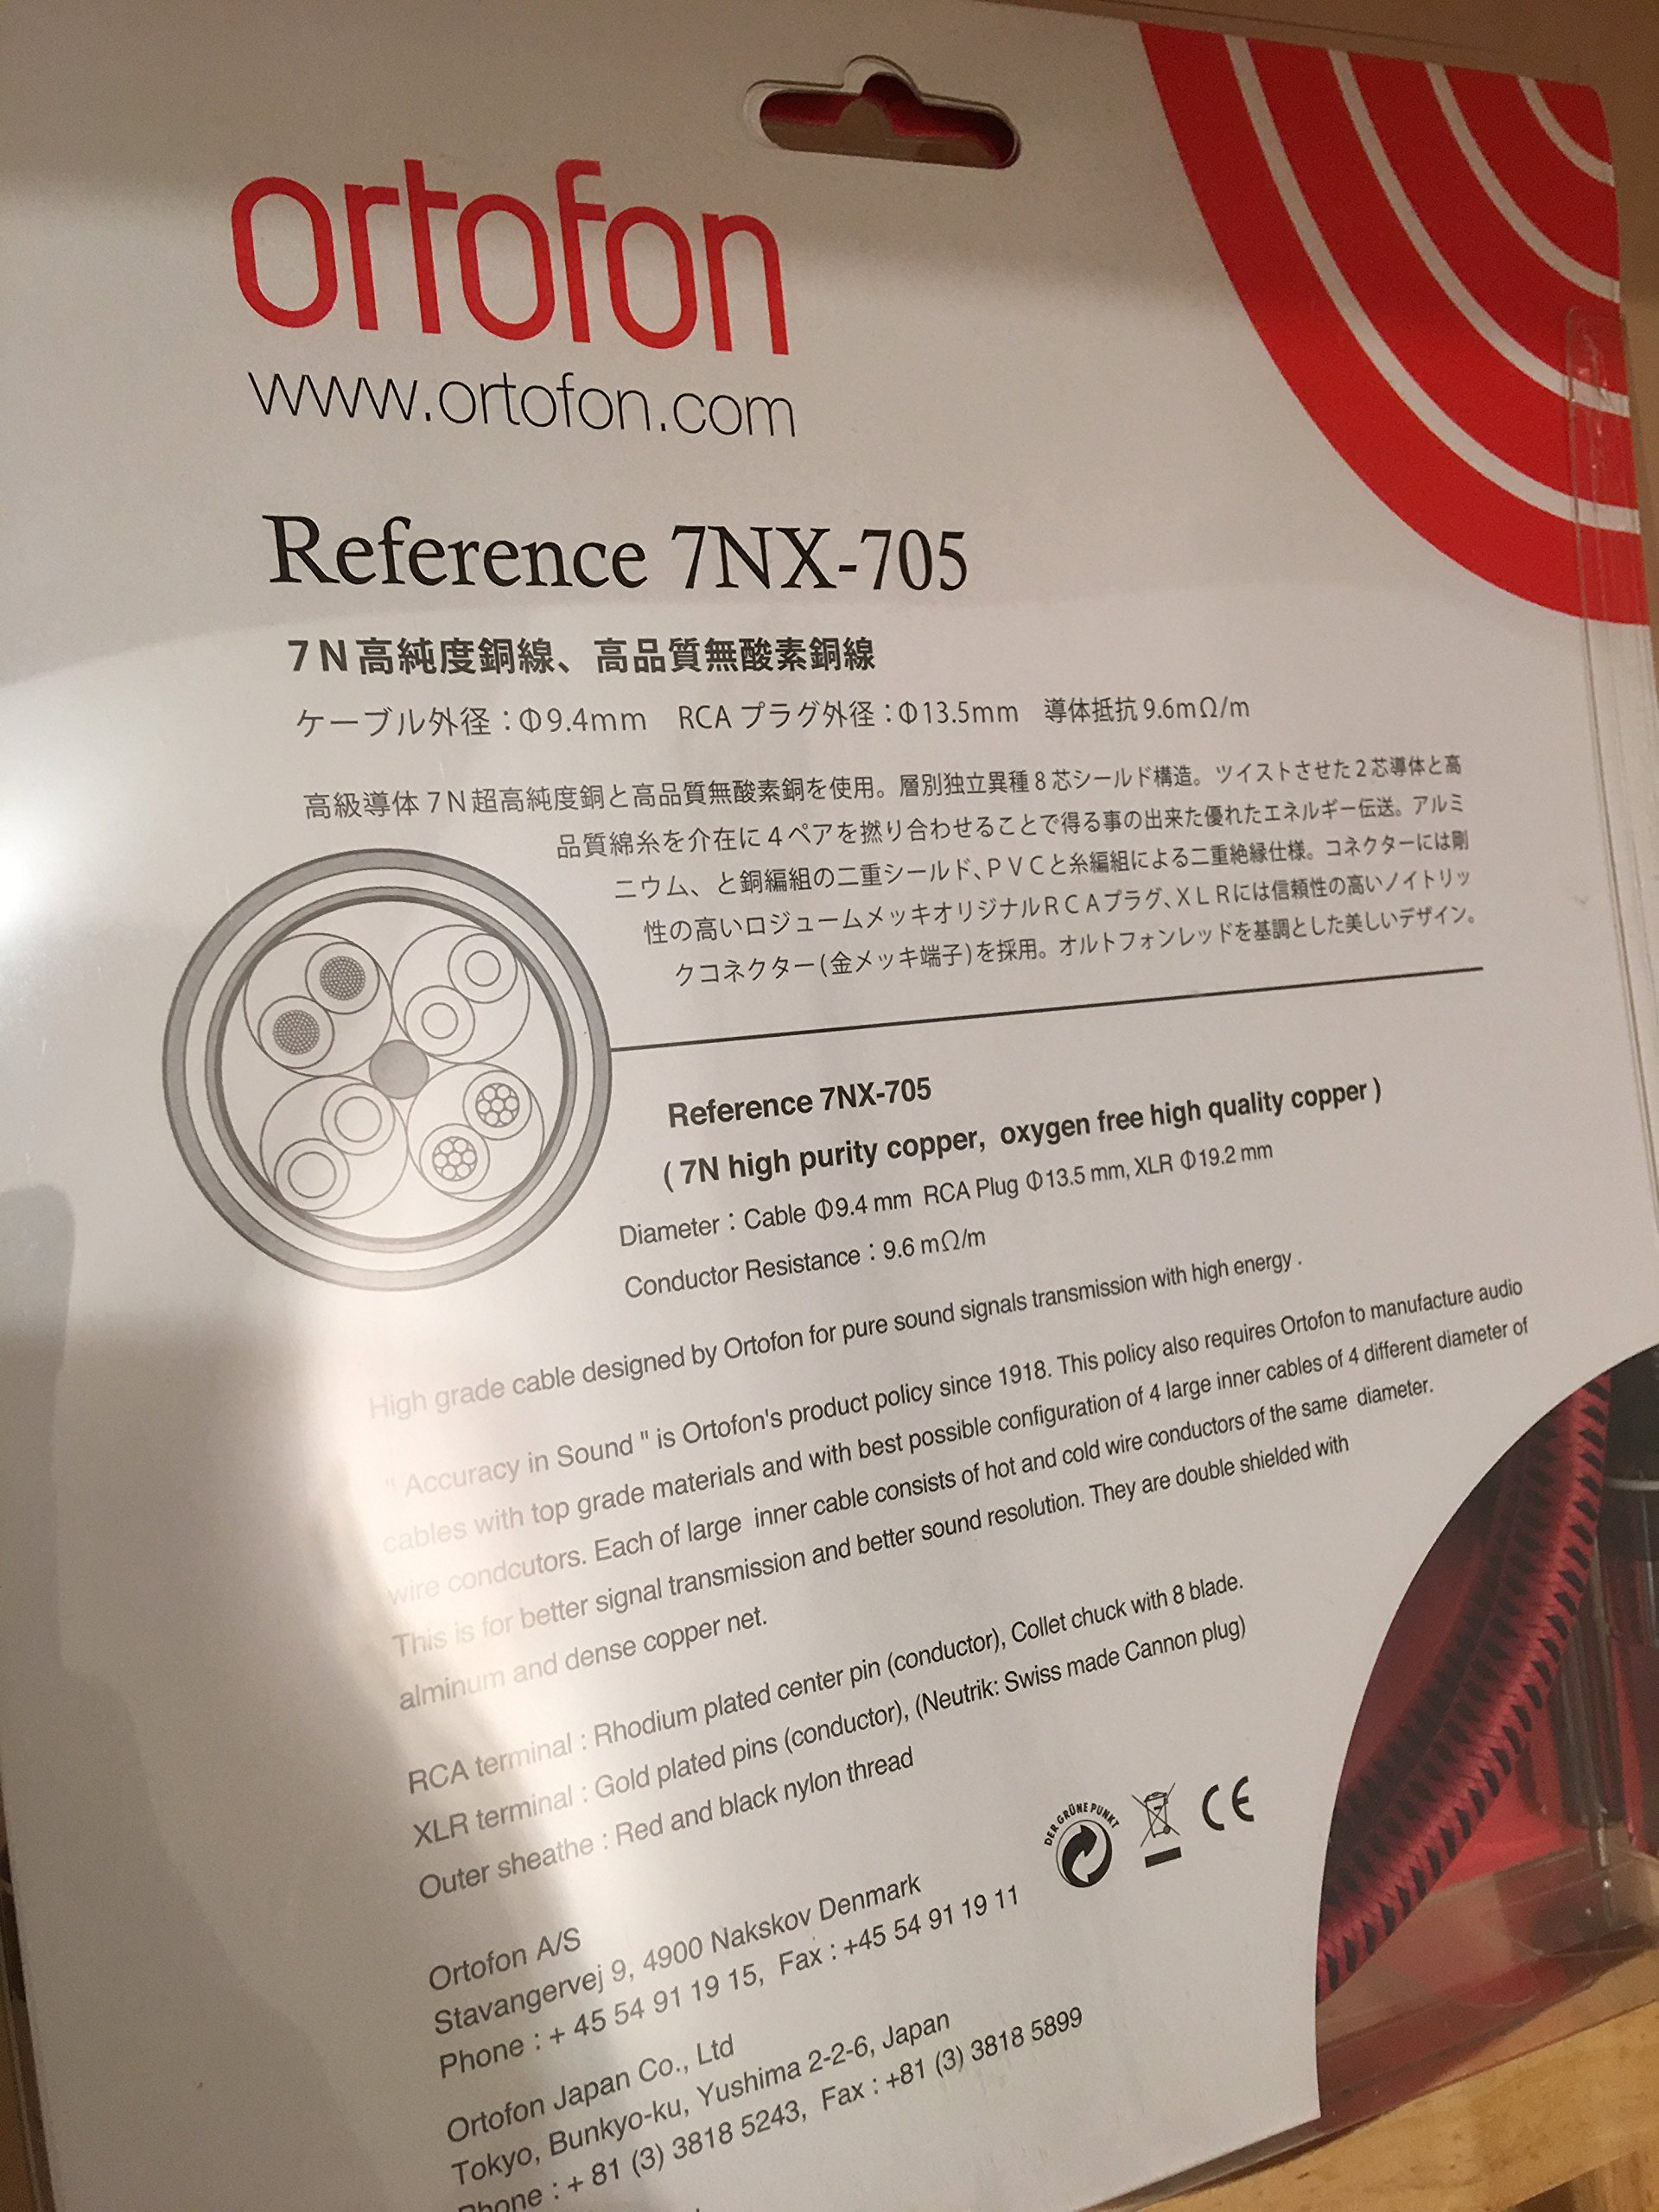 ortofon
www.ortofon.com
Reference 7NX-705
7N高純度銅線、高品質無酸素銅線
ケーブル外径：Φ9.4mm　RCA プラグ外径：Φ13.5mm　導体抵抗 9.6mΩ/m
高級導体 7N超高純度銅と高品質無酸素銅を使用。層別独立異種 8 芯シールド構造。ツイストさせた 2 芯導体と高
品質綿糸を介在に 4 ペアを撚り合わせることで得る事の出来た優れたエネルギー伝送。アルミ
ニウム、と銅編組の二重シールド、PVCと糸編組による二重絶縁仕様。コネクターには剛
性の高いロジュームメッキオリジナルRCAプラグ、XLRには信頼性の高いノイトリッ
クコネクター(金メッキ端子)を採用。オルトフォンレッドを基調とした美しいデザイン。
Reference 7NX-705
( 7N high purity copper, oxygen free high quality copper )
Diameter : Cable Φ9.4 mm RCA Plug Φ13.5 mm, XLR Φ19.2 mm
Conductor Resistance : 9.6 mΩ/m
High grade cable designed by Ortofon for pure sound signals transmission with high energy .
" Accuracy in Sound " is Ortofon's product policy since 1918. This policy also requires Ortofon to manufacture audio
cables with top grade materials and with best possible configuration of 4 large inner cables of 4 different diameter of
wire condcutors. Each of large inner cable consists of hot and cold wire conductors of the same diameter.
This is for better signal transmission and better sound resolution. They are double shielded with
alminum and dense copper net.
RCA terminal : Rhodium plated center pin (conductor), Collet chuck with 8 blade.
XLR terminal : Gold plated pins (conductor), (Neutrik: Swiss made Cannon plug)
Outer sheathe : Red and black nylon thread
DER GRÜNE PUNKT
CE
Ortofon A/S
Stavangervej 9, 4900 Nakskov Denmark
Phone : + 45 54 91 19 15, Fax : +45 54 91 19 11
Ortofon Japan Co., Ltd
Tokyo, Bunkyo-ku, Yushima 2-2-6, Japan
Phone : + 81 (3) 3818 5243, Fax : +81 (3) 3818 5899